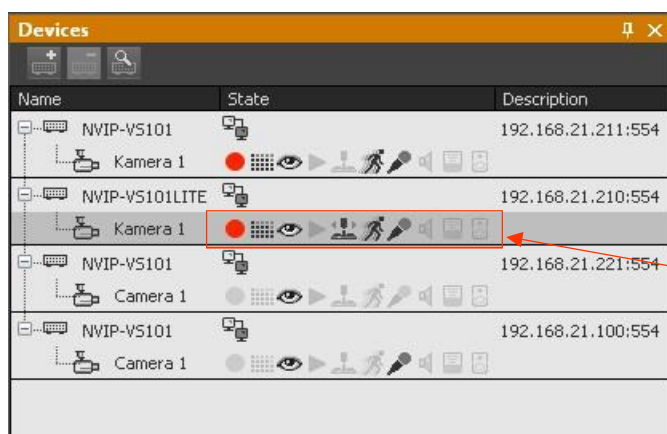 Devices
Name State Description
NVIP-VS101 192.168.21.211:554
Kamera 1
NVIP-VS101LITE 192.168.21.210:554
Kamera 1
NVIP-VS101 192.168.21.221:554
Camera 1
NVIP-VS101 192.168.21.100:554
Camera 1